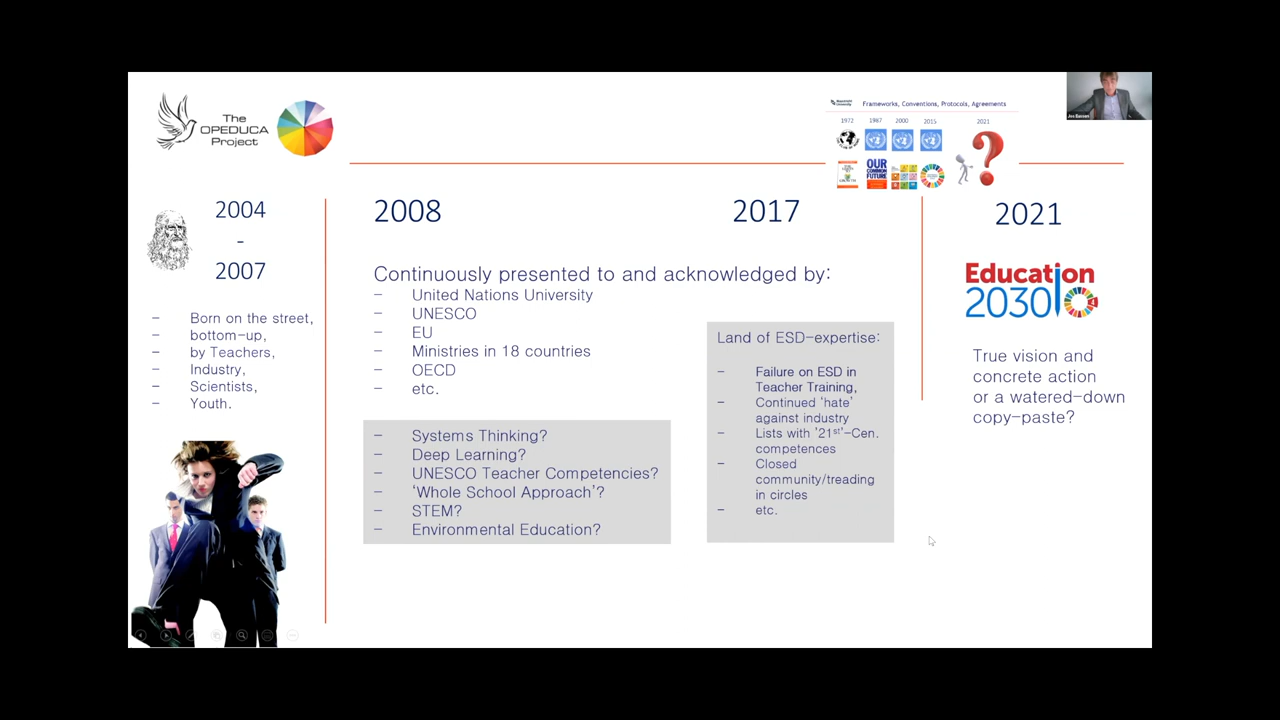 The
OPEDUCA
Project
Maastricht
University
Frameworks, Conventions, Protocols, Agreements
1972
1987
2000
2015
2021
OUR
COMMON
FUTURE
Jos Eussen
2004
-
2007
– Born on the street,
– bottom-up,
– by Teachers,
– Industry,
– Scientists,
– Youth.
2008
2017
Continuously presented to and acknowledged by:
– United Nations University
– UNESCO
– EU
– Ministries in 18 countries
– OECD
– etc.
– Systems Thinking?
– Deep Learning?
– UNESCO Teacher Competencies?
– ‘Whole School Approach’?
– STEM?
– Environmental Education?
Land of ESD-expertise:
– Failure on ESD in
Teacher Training,
– Continued ‘hate’
against industry
– Lists with ’21st’-Cen.
competences
– Closed
community/treading
in circles
– etc.
2021
Education
2030
4
True vision and
concrete action
or a watered-down
copy-paste?